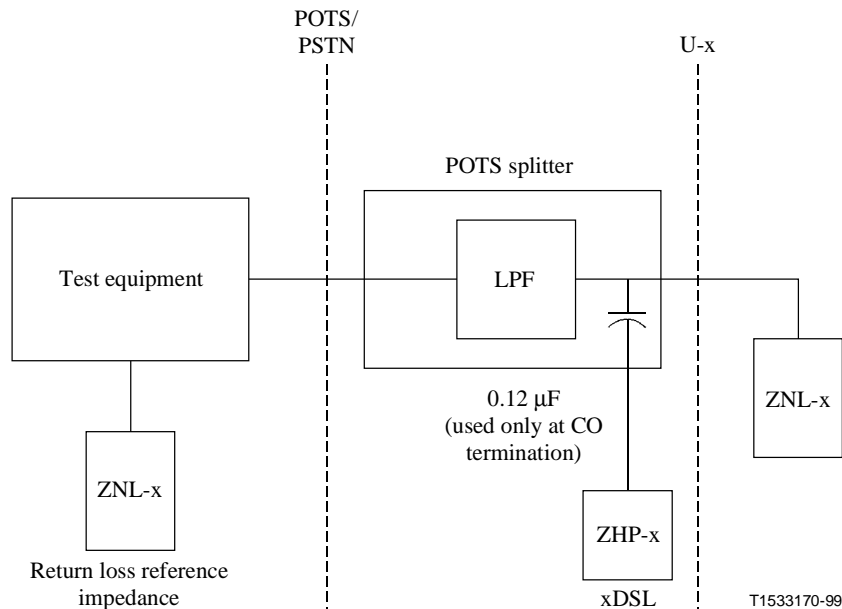 POTS/
PSTN
U-x
POTS splitter
Test equipment
LPF
0.12 µF
(used only at CO
termination)
ZNL-x
ZNL-x
ZHP-x
Return loss reference
impedance
xDSL
T1533170-99